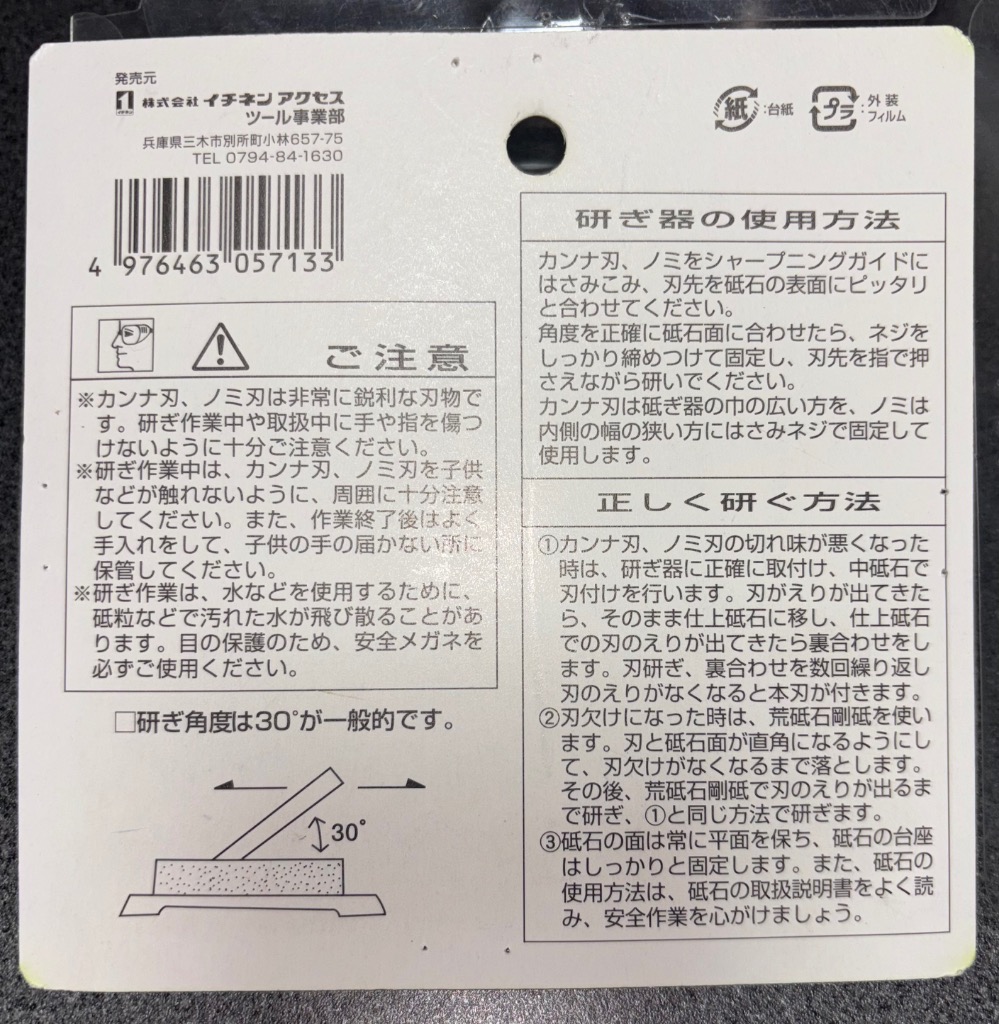 発売元
株式会社 イチネン アクセス
ツール事業部
兵庫県三木市別所町小林657-75
TEL 0794-84-1630
4 976463 057133
紙 :台紙
プラ :外装
フィルム
ご注意
※カンナ刃、ノミ刃は非常に鋭利な刃物で
す。研ぎ作業中や取扱中に手や指を傷つ
けないように十分ご注意ください。
※研ぎ作業中は、カンナ刃、ノミ刃を子供
などが触れないように、周囲に十分注意
してください。また、作業終了後はよく
手入れをして、子供の手の届かない所に
保管してください。
※研ぎ作業は、水などを使用するために、
砥粒などで汚れた水が飛び散ることがあ
ります。目の保護のため、安全メガネを
必ずご使用ください。
□研ぎ角度は30°が一般的です。
30°
研ぎ器の使用方法
カンナ刃、ノミをシャープニングガイドに
はさみこみ、刃先を砥石の表面にピッタリ
と合わせてください。
角度を正確に砥石面に合わせたら、ネジを
しっかり締めつけて固定し、刃先を指で押
さえながら研いでください。
カンナ刃は砥ぎ器の巾の広い方を、ノミは
内側の幅の狭い方にはさみネジで固定して
使用します。
正しく研ぐ方法
①カンナ刃、ノミ刃の切れ味が悪くなった
時は、研ぎ器に正確に取付け、中砥石で
刃付けを行います。刃がえりが出てきた
ら、そのまま仕上砥石に移し、仕上砥石
での刃のえりが出てきたら裏合わせをし
ます。刃研ぎ、裏合わせを数回繰り返し
刃のえりがなくなると本刃が付きます。
②刃欠けになった時は、荒砥石剛砥を使い
ます。刃と砥石面が直角になるようにし
て、刃欠けがなくなるまで落とします。
その後、荒砥石剛砥で刃のえりが出るま
で研ぎ、①と同じ方法で研ぎます。
③砥石の面は常に平面を保ち、砥石の台座
はしっかりと固定します。また、砥石の
使用方法は、砥石の取扱説明書をよく読
み、安全作業を心がけましょう。